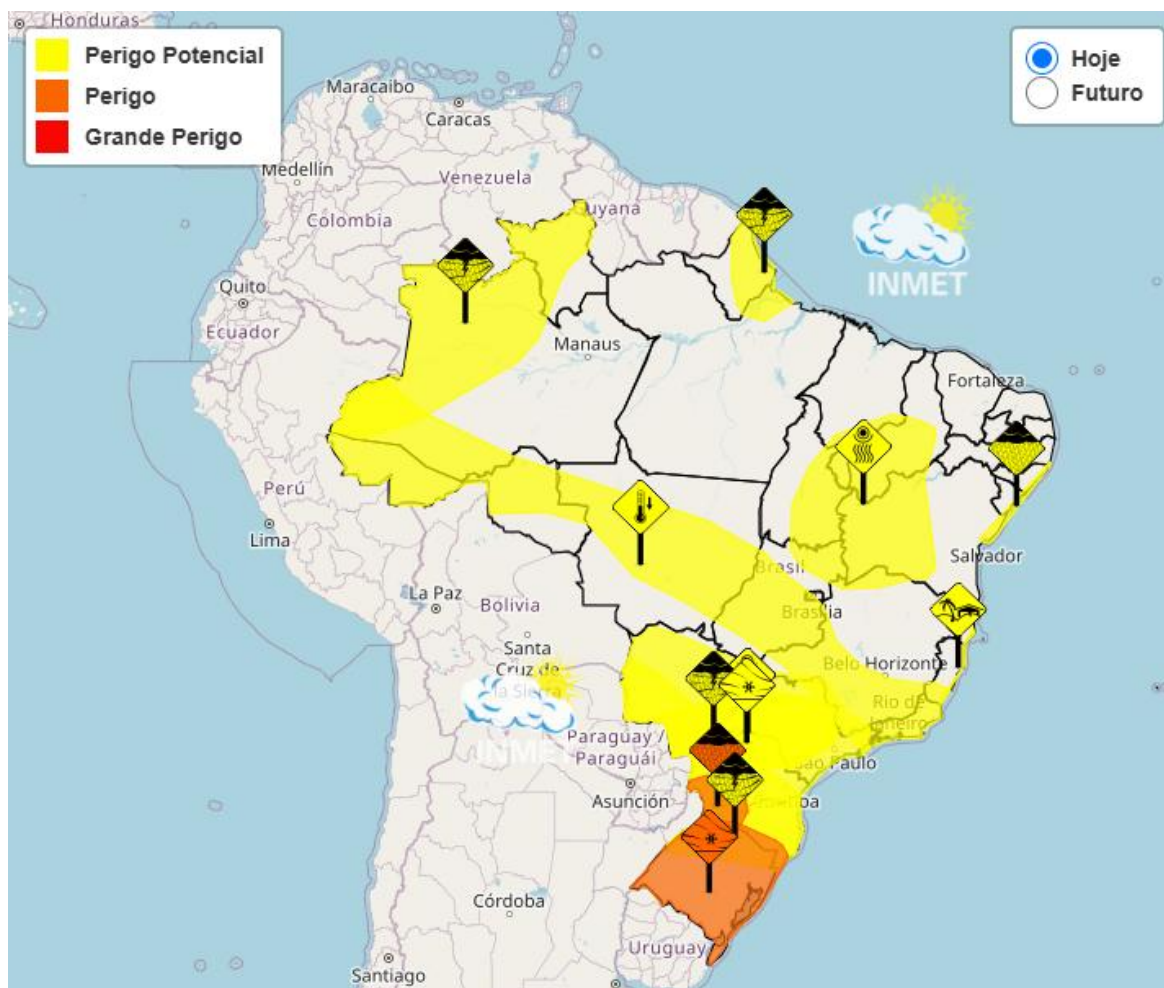 Honduras
Perigo Potencial
Perigo
Grande Perigo
Hoje
Futuro
Maracaibo
Caracas
Medellín
Venezuela
Colombia
Guyana
INMET
Quito
Ecuador
Manaus
Fortaleza
Perú
Lima
Salvador
Brasil
Brasília
La Paz
Bolivia
Santa
Cruz de
la Sierra
Belo Horizonte
Rio de
Janeiro
INMET
Paraguay /
Paraguái
São Paulo
Asunción
Córdoba
Uruguay
Santiago